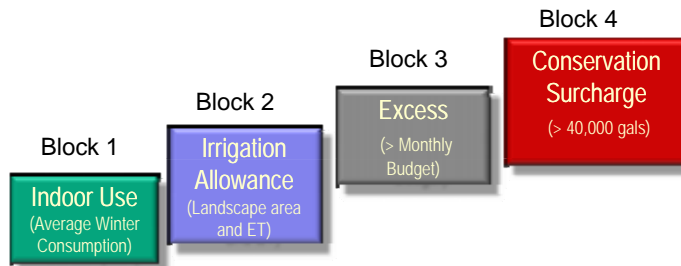 Block 1
Indoor Use
(Average Winter
Consumption)
Block 2
Irrigation
Allowance
(Landscape area
and ET)
Block 3
Excess
(> Monthly
Budget)
Block 4
Conservation
Surcharge
(> 40,000 gals)